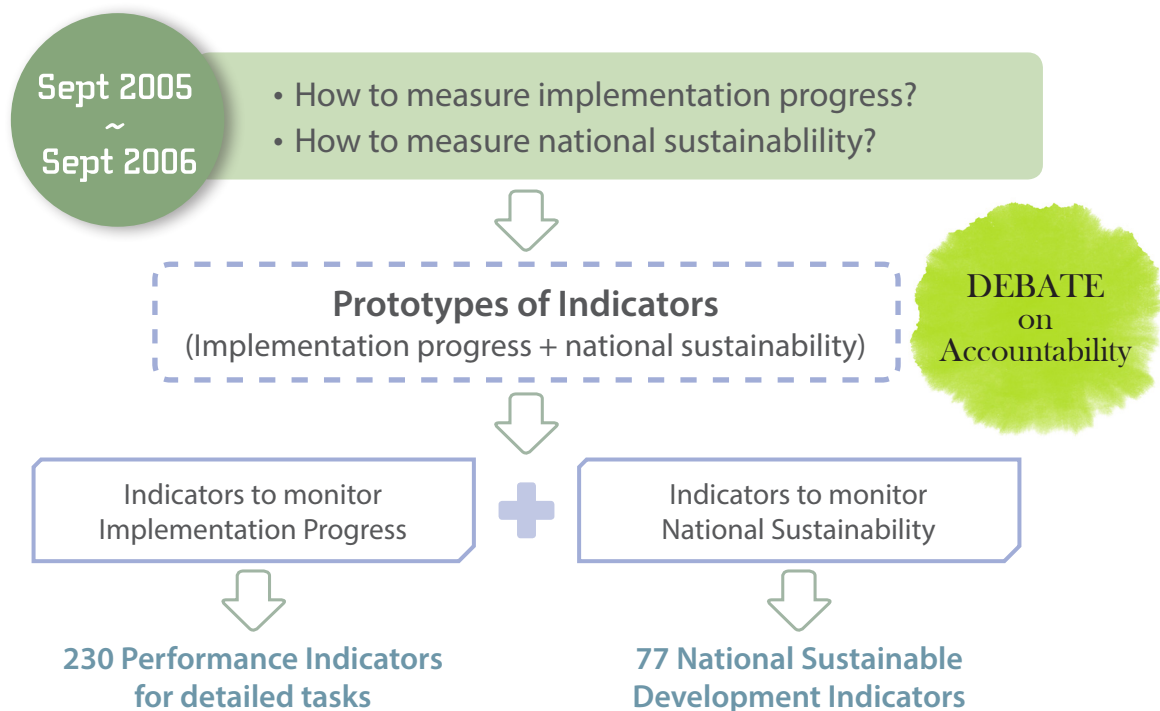 Sept 2005
~
Sept 2006
• How to measure implementation progress?
• How to measure national sustainablility?
Prototypes of Indicators
(Implementation progress + national sustainability)
DEBATE
on
Accountability
Indicators to monitor
Implementation Progress
Indicators to monitor
National Sustainability
230 Performance Indicators
for detailed tasks
77 National Sustainable
Development Indicators